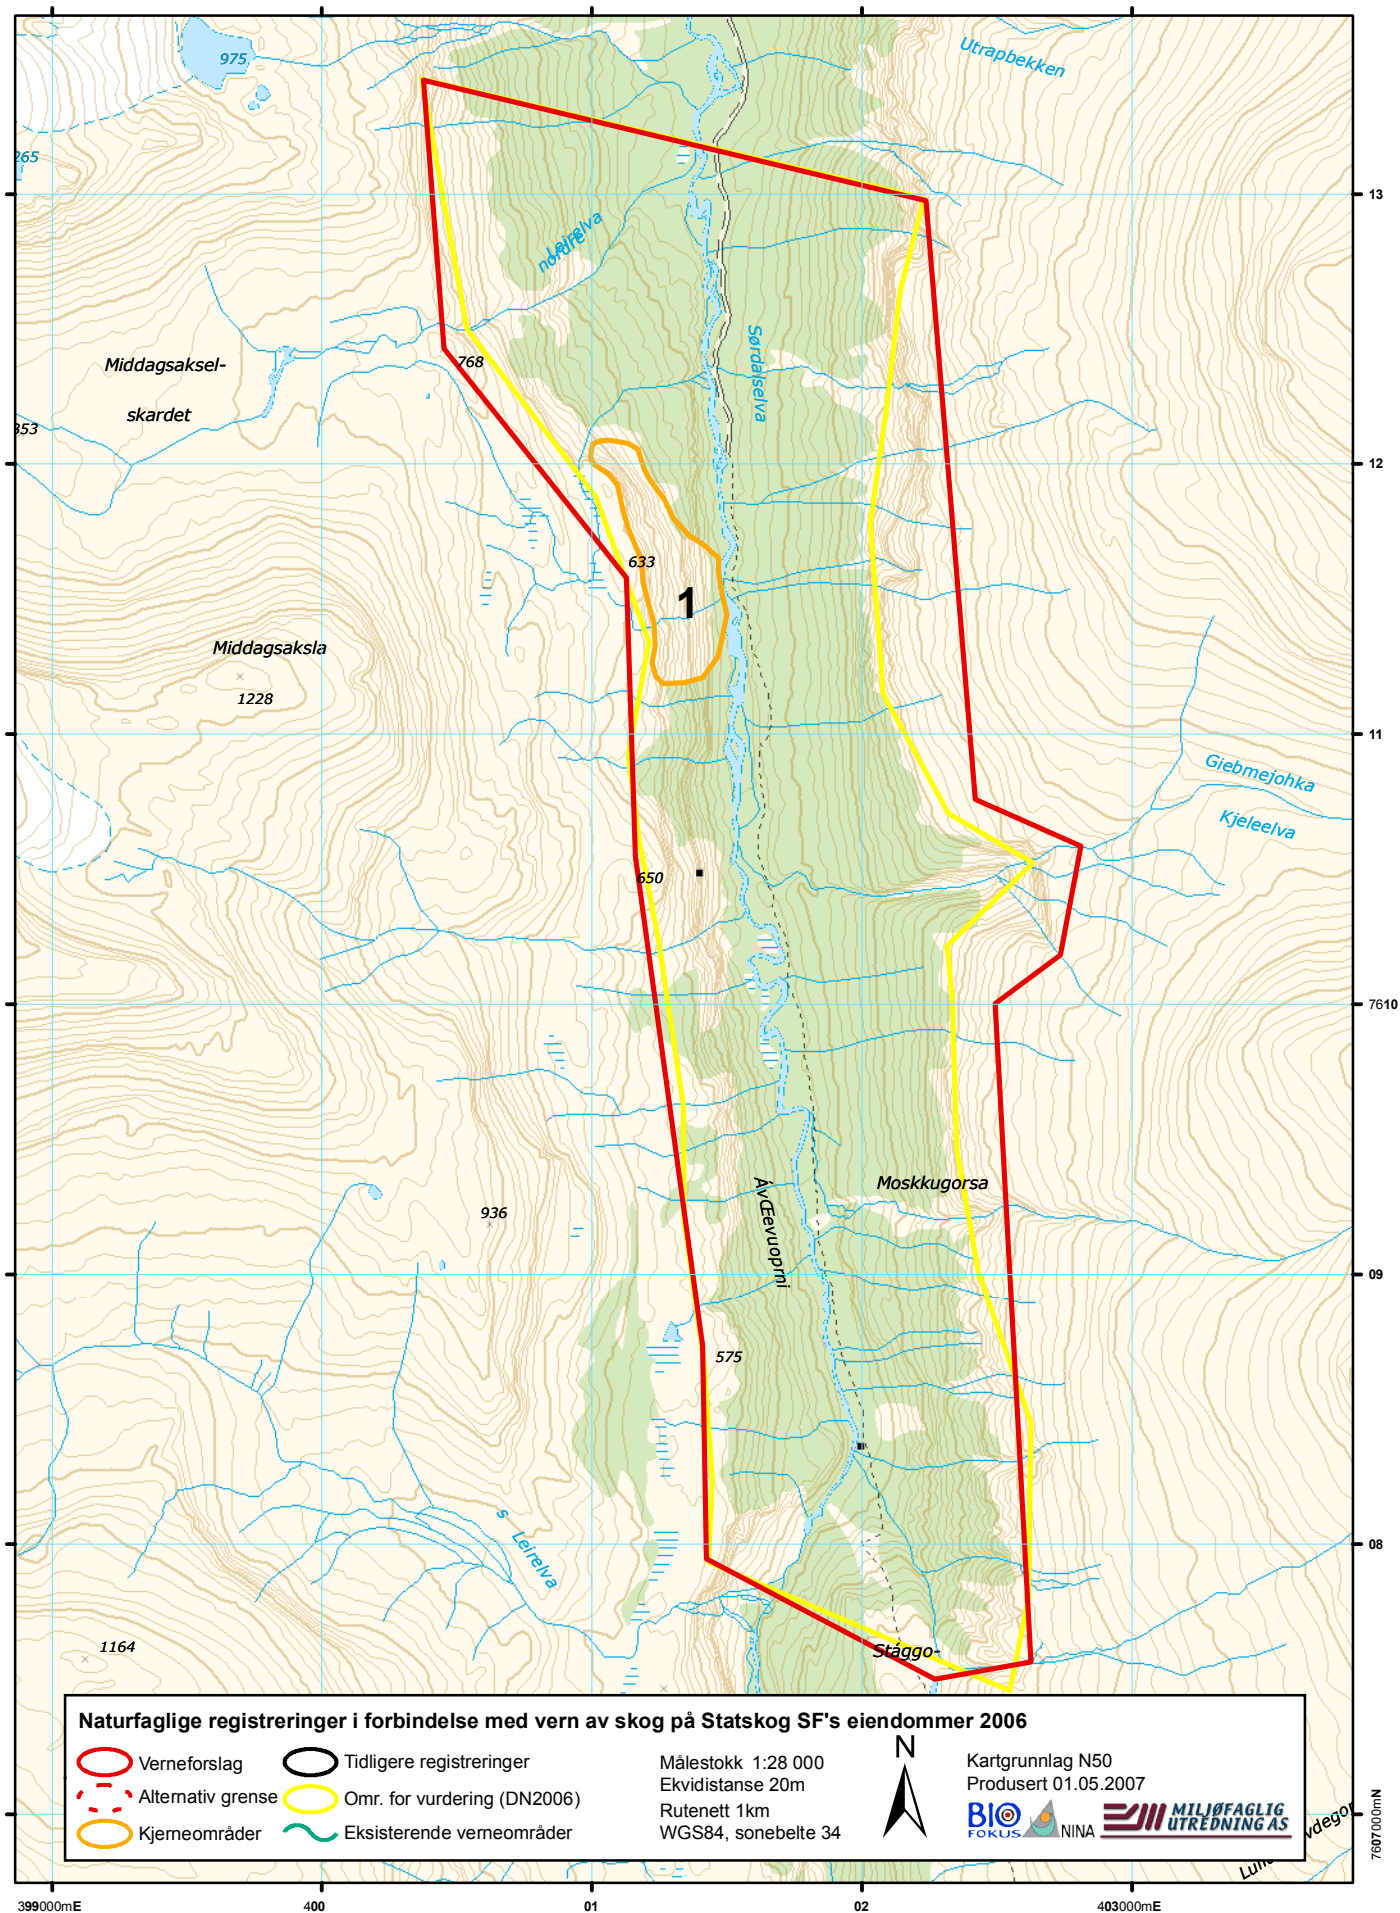 975
Utrapbekken
265
13
Leirelva
nordre
Sørdalselva
Middagsaksel-
skardet
768
353
12
633
1
Middagsaksla
1228
11
Giebmejohka
Kjeleelva
650
7610
Moskkugorsa
ÁvŒevuoprni
936
09
575
s Leirelva
08
1164
Stággo-
Naturfaglige registreringer i forbindelse med vern av skog på Statskog SF's eiendommer 2006
Verneforslag
Alternativ grense
Kjerneområder
Tidligere registreringer
Omr. for vurdering (DN2006)
Eksisterende verneområder
Målestokk 1:28 000
Ekvidistanse 20m
Rutenett 1km
WGS84, sonebelte 34
N
Kartgrunnlag N50
Produsert 01.05.2007
BIO
FOKUS
NINA
MILJØFAGLIG
UTREDNING AS
7607000mN
399000mE
400
01
02
403000mE